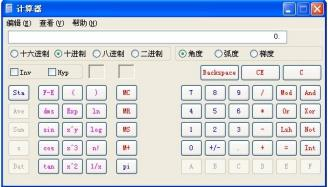 计算器
编辑(E) 查看(V) 帮助(H)
0.
十六进制 十进制 八进制 二进制 角度 弧度 梯度
Inv Hyp Backspace CE C
Sta F-E ( ) MC 7 8 9 / Mod And
Ave dms Exp ln MR 4 5 6 * Or Xor
Sum sin x^y log MS 1 2 3 - Lsh Not
s cos x^3 n! M+ 0 +/- . + = Int
Dat tan x^2 1/x pi A B C D E F